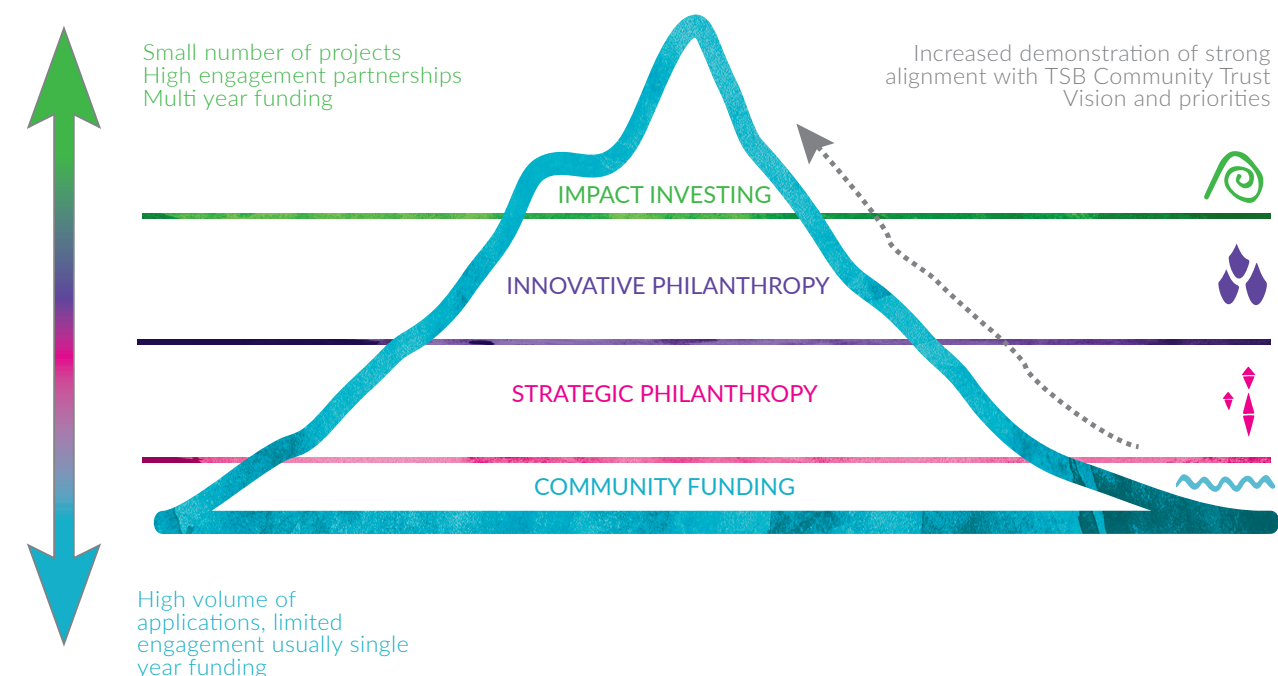 Small number of projects
High engagement partnerships
Multi year funding
Increased demonstration of strong
alignment with TSB Community Trust
Vision and priorities
IMPACT INVESTING
INNOVATIVE PHILANTHROPY
STRATEGIC PHILANTHROPY
COMMUNITY FUNDING
High volume of
applications, limited
engagement usually single
year funding